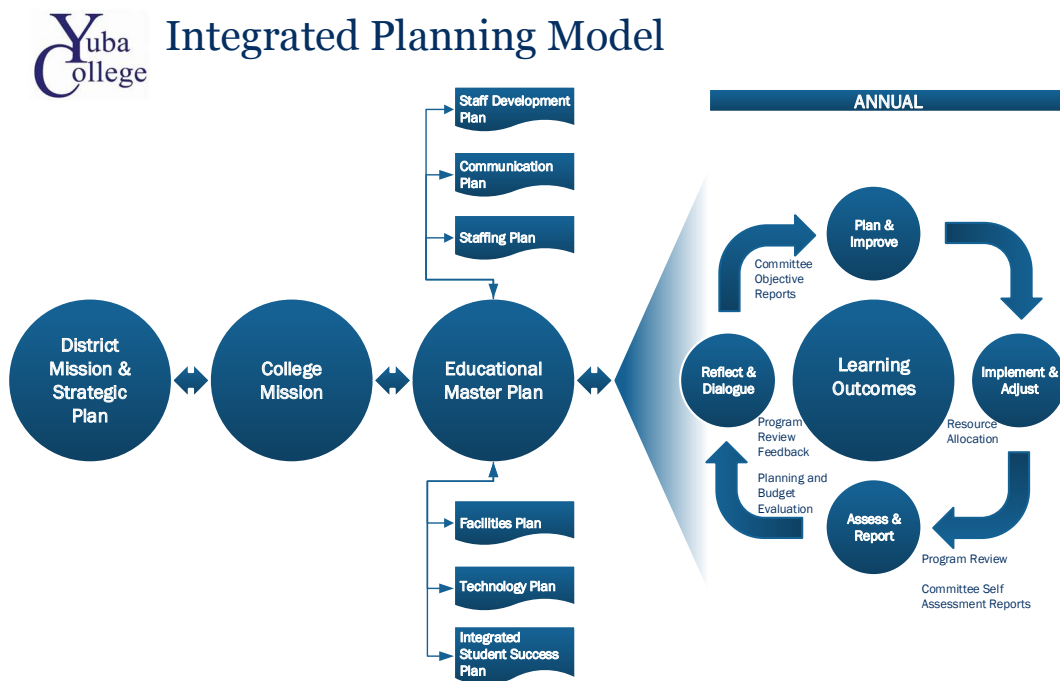 Yuba
College
Integrated Planning Model
Staff Development
Plan
Communication
Plan
Staffing Plan
District
Mission &
Strategic
Plan
College
Mission
Educational
Master Plan
Facilities Plan
Technology Plan
Integrated
Student Success
Plan
ANNUAL
Plan &
Improve
Committee
Objective
Reports
Reflect &
Dialogue
Learning
Outcomes
Implement &
Adjust
Program
Review
Feedback
Resource
Allocation
Planning and
Budget
Evaluation
Assess &
Report
Program Review
Committee Self
Assessment Reports